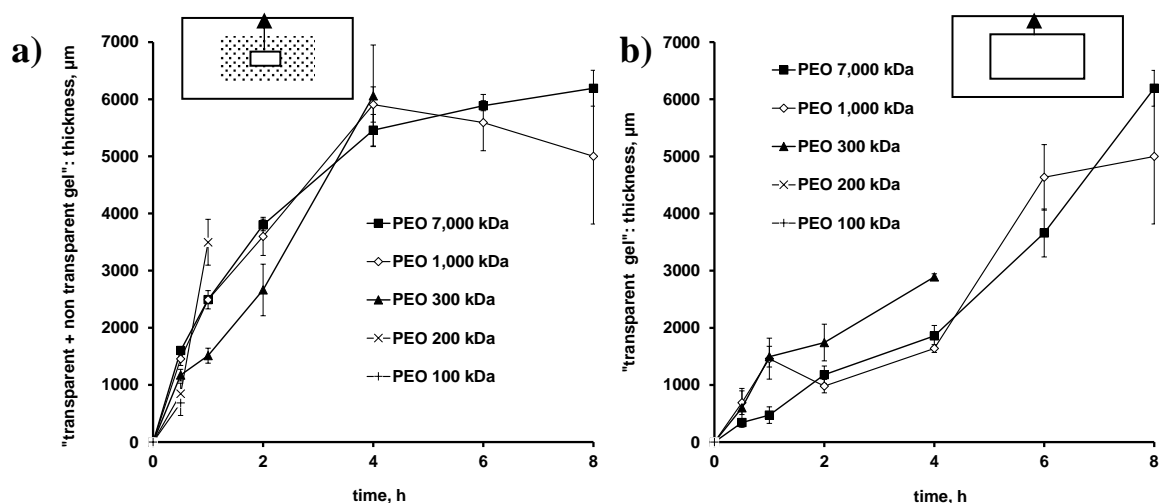 a)
"transparent + non transparent gel": thickness, µm
7000
6000
5000
4000
3000
2000
1000
0
PEO 7,000 kDa
PEO 1,000 kDa
PEO 300 kDa
PEO 200 kDa
PEO 100 kDa
0 2 4 6 8
time, h
b)
"transparent gel": thickness, µm
7000
6000
5000
4000
3000
2000
1000
0
PEO 7,000 kDa
PEO 1,000 kDa
PEO 300 kDa
PEO 200 kDa
PEO 100 kDa
0 2 4 6 8
time, h